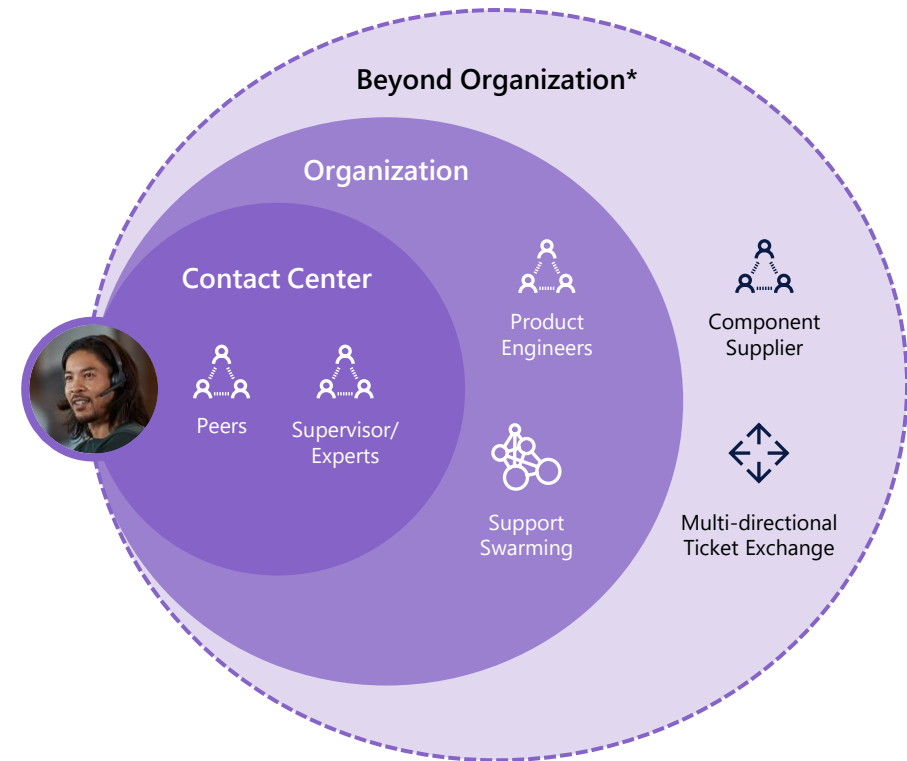 Beyond Organization*
Organization
Contact Center
Peers
Supervisor/
Experts
Product
Engineers
Support
Swarming
Component
Supplier
Multi-directional
Ticket Exchange